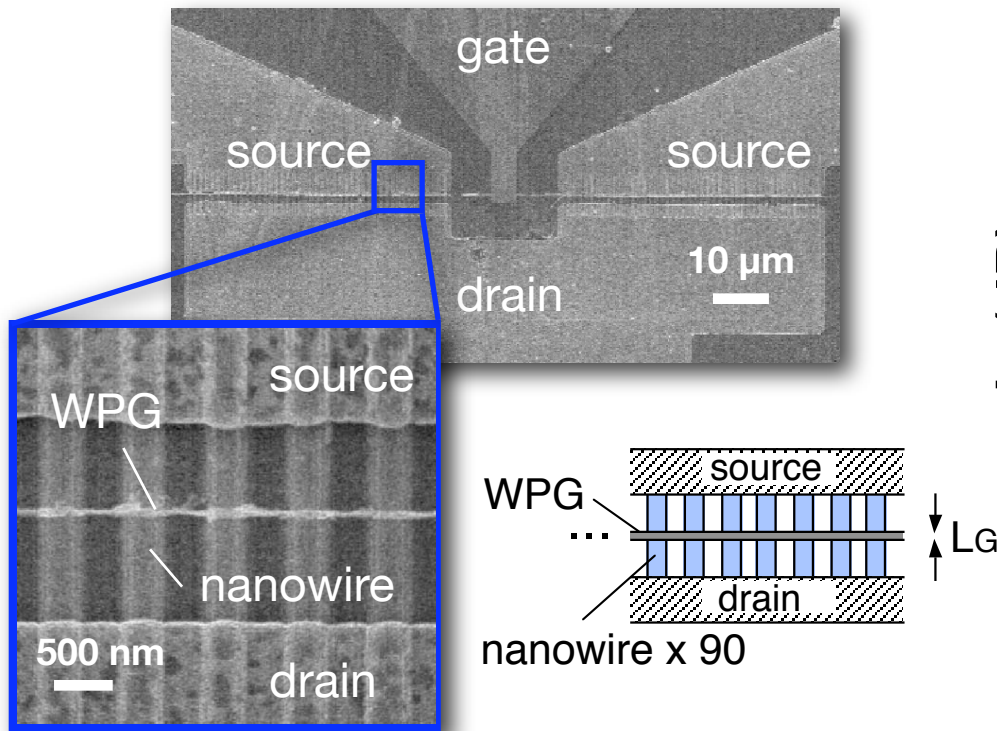 gate
source
source
10 µm
drain
source
WPG
nanowire
500 nm
drain
source
WPG
...
LG
drain
nanowire x 90